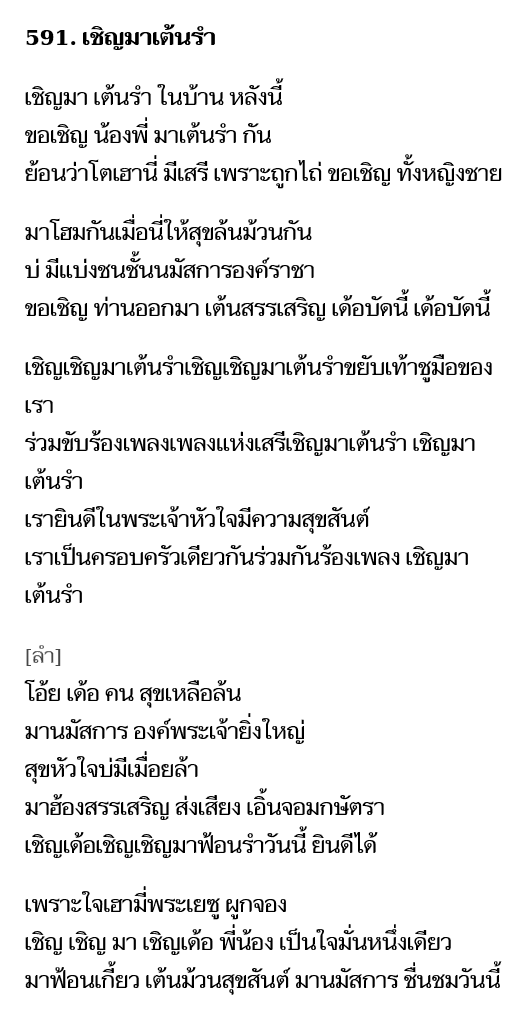 591. เชิญมาเต้นรำ
เชิญมา เต้นรำ ในบ้าน หลังนี้
ขอเชิญ น้องพี่ มาเต้นรำ กัน
ย้อนว่าโตเฮานี่ มีเสรี เพราะถูกไถ่ ขอเชิญ ทั้งหญิงชาย
มาโฮมกันเมื่อนี่ให้สุขล้นม้วนกัน
บ่ มีแบ่งชนชั้นนมัสการองค์ราชา
ขอเชิญ ท่านออกมา เต้นสรรเสริญ เด้อบัดนี้ เด้อบัดนี้
เชิญเชิญมาเต้นรำเชิญเชิญมาเต้นรำขยับเท้าชูมือของ
เรา
ร่วมขับร้องเพลงเพลงแห่งเสรีเชิญมาเต้นรำ เชิญมา
เต้นรำ
เรายินดีในพระเจ้าหัวใจมีความสุขสันต์
เราเป็นครอบครัวเดียวกันร่วมกันร้องเพลง เชิญมา
เต้นรำ
[ลำ]
โอ้ย เด้อ คน สุขเหลือล้น
มานมัสการ องค์พระเจ้ายิ่งใหญ่
สุขหัวใจบ่มีเมื่อยล้า
มาฮ้องสรรเสริญ ส่งเสียง เอิ้นจอมกษัตรา
เชิญเด้อเชิญเชิญมาฟ้อนรำวันนี้ ยินดีได้
เพราะใจเฮามี่พระเยซู ผูกจอง
เชิญ เชิญ มา เชิญเด้อ พี่น้อง เป็นใจมั่นหนึ่งเดียว
มาฟ้อนเกี้ยว เต้นม้วนสุขสันต์ มานมัสการ ชื่นชมวันนี้